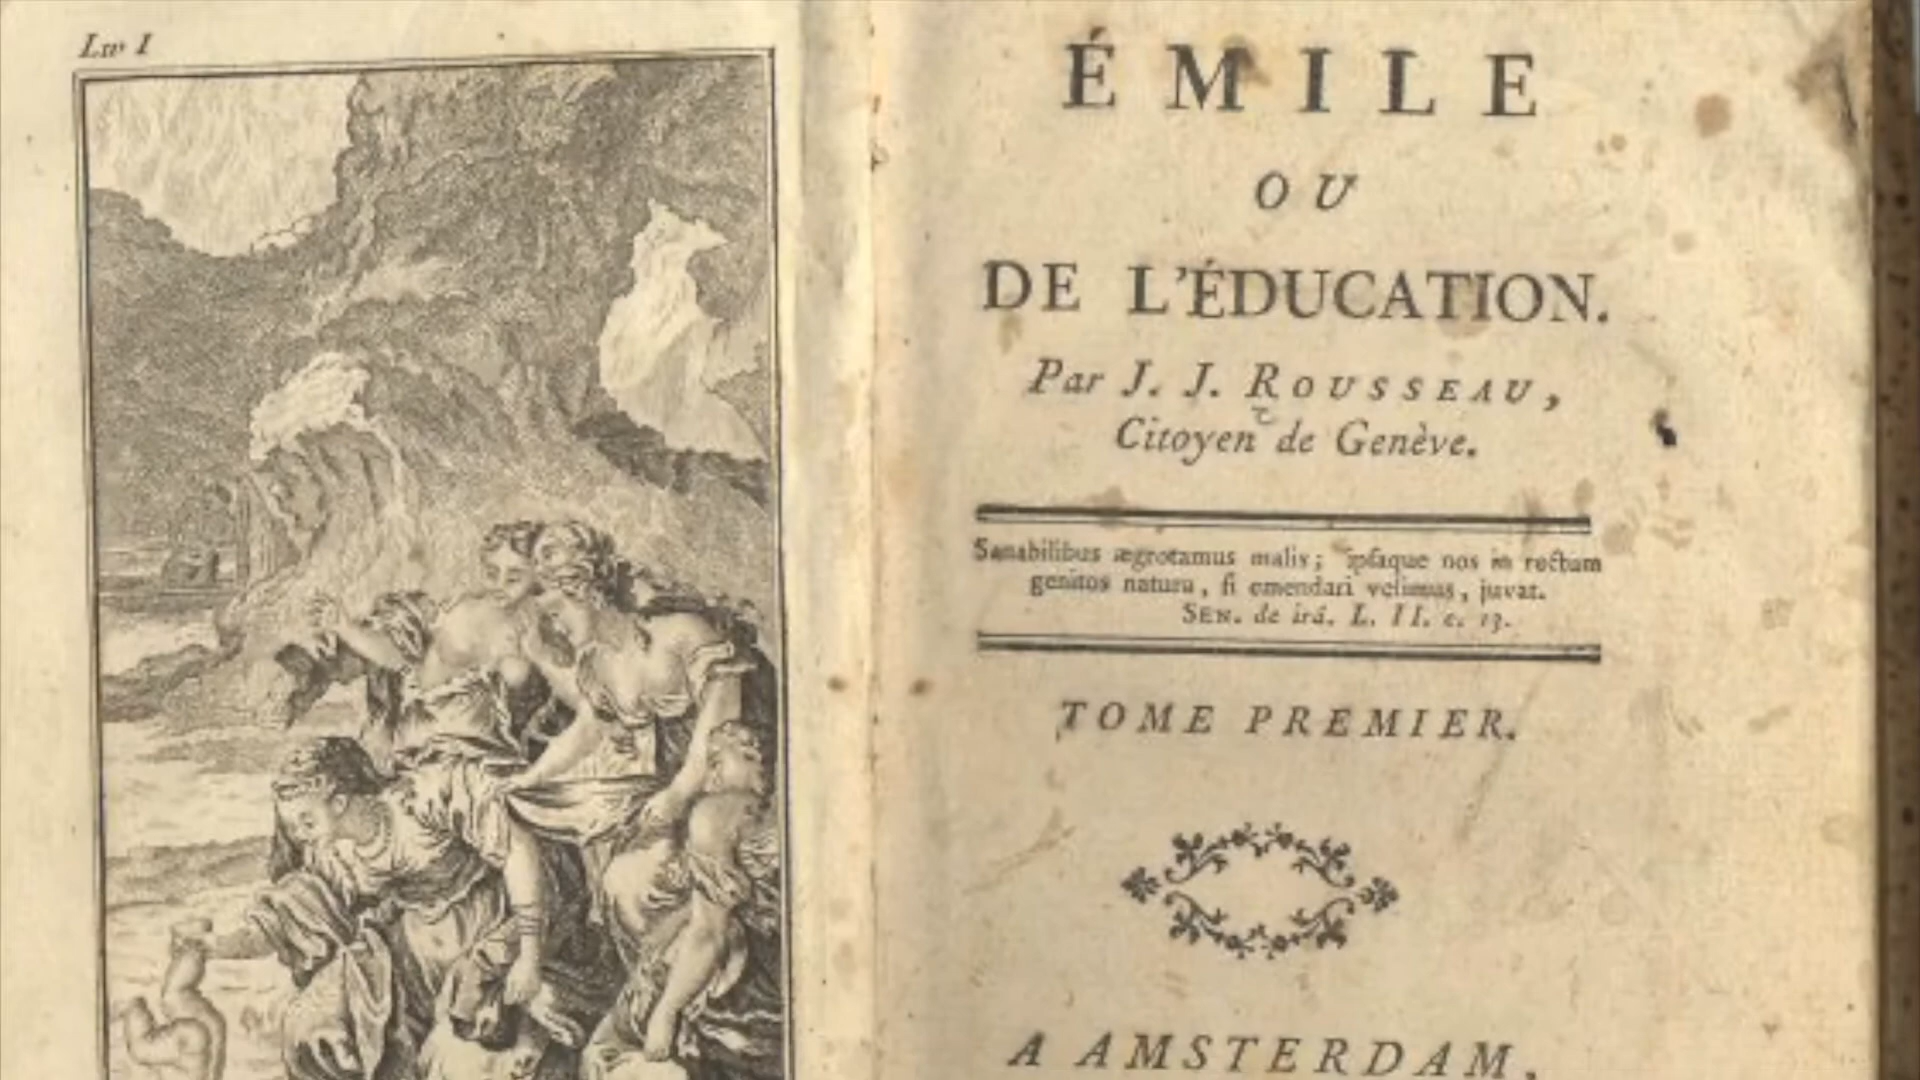 Liv I
ÉMILE
OU
DE L'ÉDUCATION.
Par J. J. ROUSSEAU,
Citoyen de Genève.
Sanabilibus ægrotamus malis; ipſaque nos in rectum
genitos natura, ſi emendari velimus, juvat.
SEN. de irâ. L. II. c. 13.
TOME PREMIER.
A AMSTERDAM,